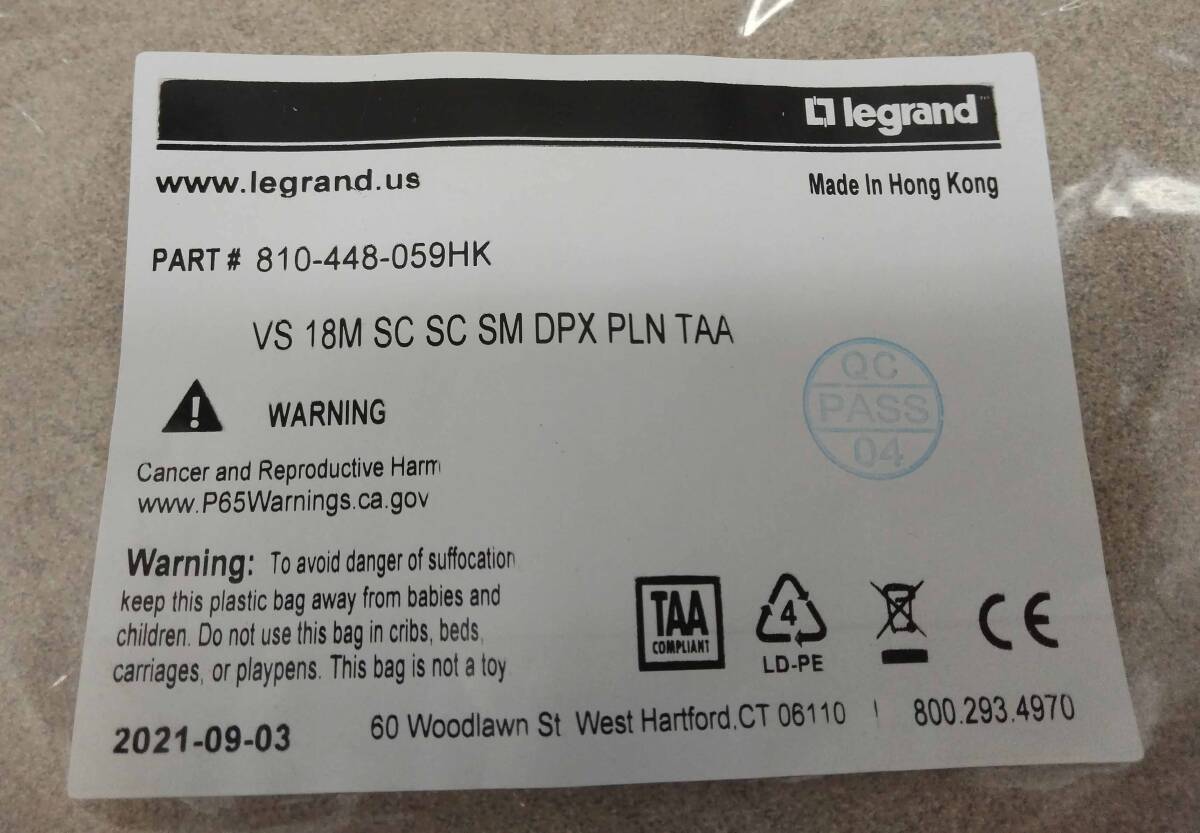 legrand
www.legrand.us
Made In Hong Kong
PART # 810-448-059HK
VS 18M SC SC SM DPX PLN TAA
QC
PASS
04
! WARNING
Cancer and Reproductive Harm
www.P65Warnings.ca.gov
Warning: To avoid danger of suffocation
keep this plastic bag away from babies and
children. Do not use this bag in cribs, beds,
carriages, or playpens. This bag is not a toy
TAA
COMPLIANT
4
LD-PE
CE
2021-09-03
60 Woodlawn St West Hartford,CT 06110 | 800.293.4970